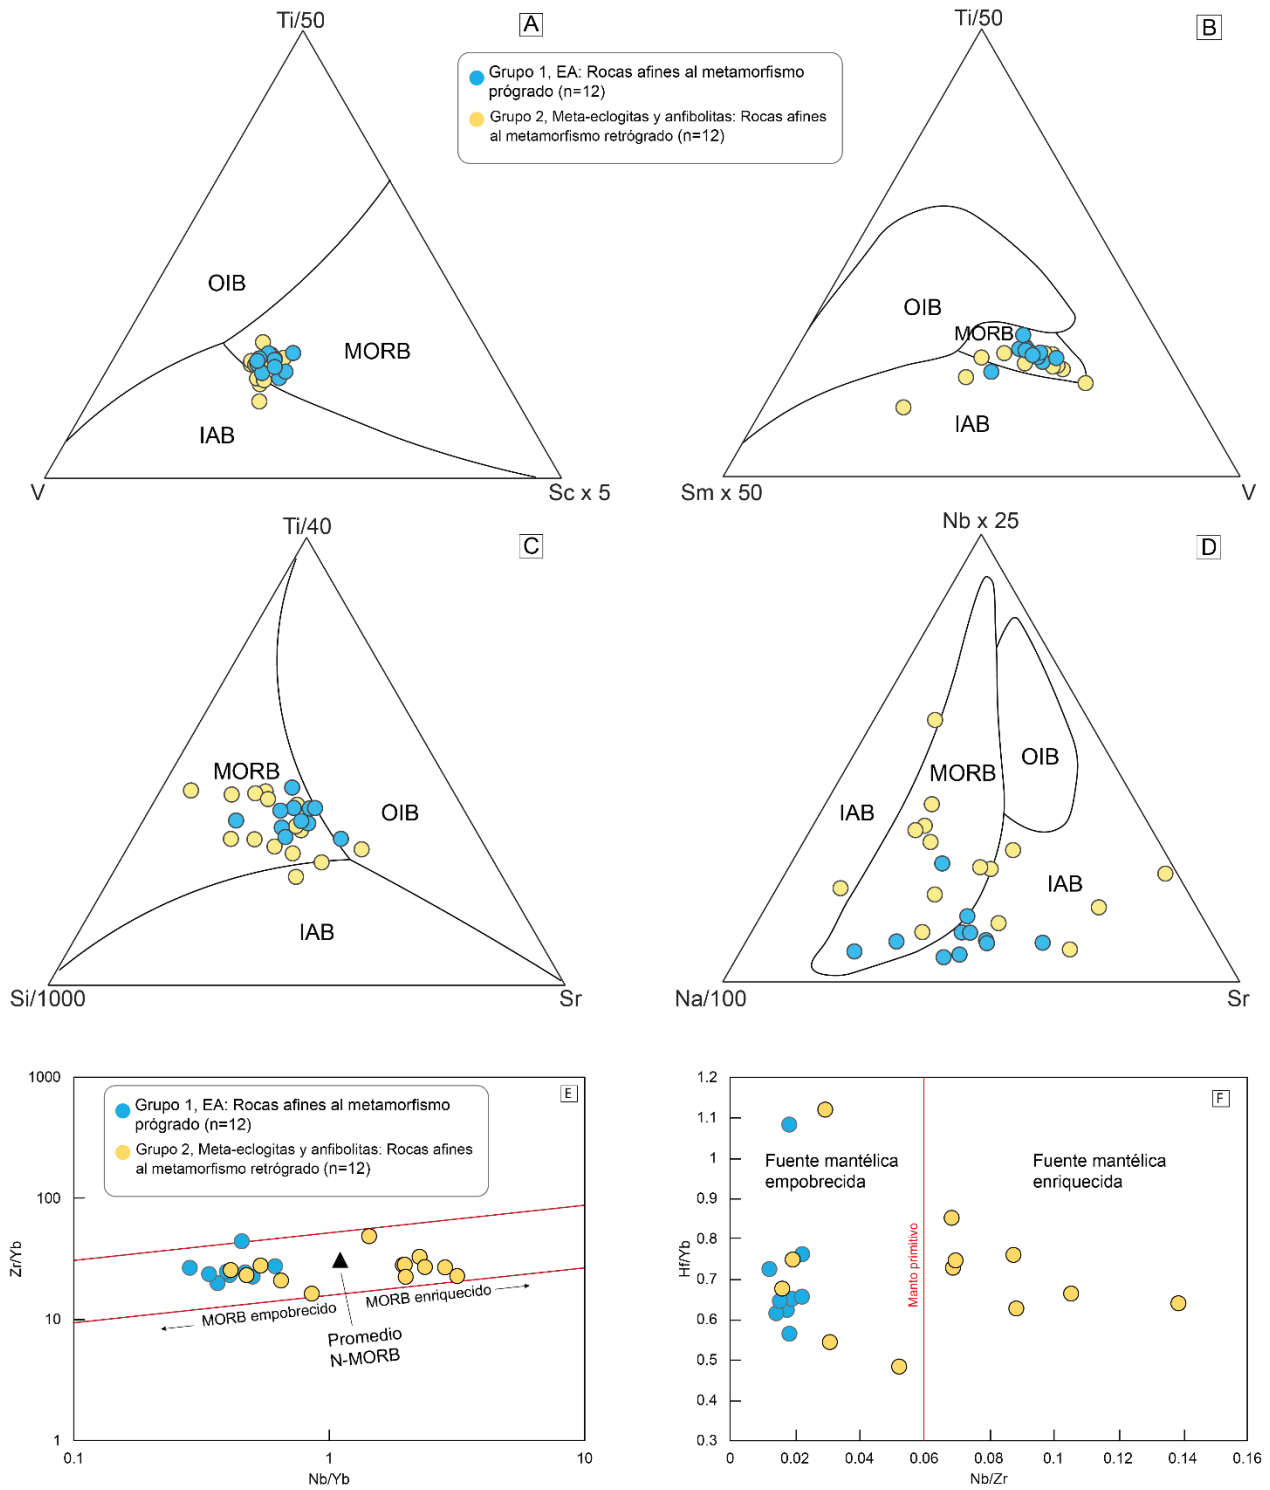 Ti/50
A
OIB
MORB
IAB
V
Sc x 5
Grupo 1, EA: Rocas afines al metamorfismo
prógrado (n=12)
Grupo 2, Meta-eclogitas y anfibolitas: Rocas afines
al metamorfismo retrógrado (n=12)
Ti/50
B
OIB
MORB
IAB
Sm x 50
V
Ti/40
C
MORB
OIB
IAB
Si/1000
Sr
Nb x 25
D
IAB
MORB
OIB
IAB
Na/100
Sr
1000
100
10
1
Zr/Yb
Grupo 1, EA: Rocas afines al metamorfismo
prógrado (n=12)
Grupo 2, Meta-eclogitas y anfibolitas: Rocas afines
al metamorfismo retrógrado (n=12)
E
MORB empobrecido
MORB enriquecido
Promedio
N-MORB
0.1
1
10
Nb/Yb
1.2
1.1
1
0.9
0.8
0.7
0.6
0.5
0.4
0.3
Hf/Yb
F
Fuente mantélica
empobrecida
Manto primitivo
Fuente mantélica
enriquecida
0
0.02
0.04
0.06
0.08
0.10
0.12
0.14
0.16
Nb/Zr